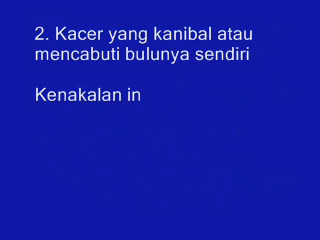 2. Kacer yang kanibal atau
mencabuti bulunya sendiri
Kenakalan in